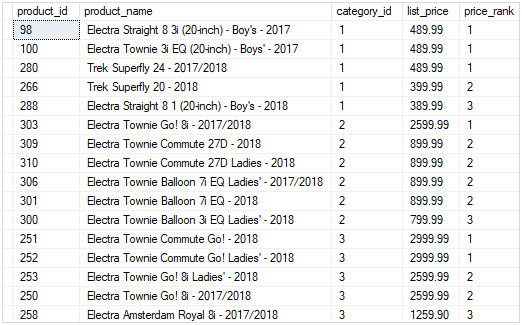 product_id product_name category_id list_price price_rank
98 Electra Straight 8 3i (20-inch) - Boy's - 2017 1 489.99 1
100 Electra Townie 3i EQ (20-inch) - Boys' - 2017 1 489.99 1
280 Trek Superfly 24 - 2017/2018 1 489.99 1
266 Trek Superfly 20 - 2018 1 399.99 2
288 Electra Straight 8 1 (20-inch) - Boy's - 2018 1 389.99 3
303 Electra Townie Go! 8i - 2017/2018 2 2599.99 1
309 Electra Townie Commute 27D - 2018 2 899.99 2
310 Electra Townie Commute 27D Ladies - 2018 2 899.99 2
306 Electra Townie Balloon 7i EQ Ladies' - 2017/2018 2 899.99 2
301 Electra Townie Balloon 7i EQ - 2018 2 899.99 2
300 Electra Townie Balloon 3i EQ Ladies' - 2018 2 799.99 3
251 Electra Townie Commute Go! - 2018 3 2999.99 1
252 Electra Townie Commute Go! Ladies' - 2018 3 2999.99 1
253 Electra Townie Go! 8i Ladies' - 2018 3 2599.99 2
250 Electra Townie Go! 8i - 2017/2018 3 2599.99 2
258 Electra Amsterdam Royal 8i - 2017/2018 3 1259.90 3